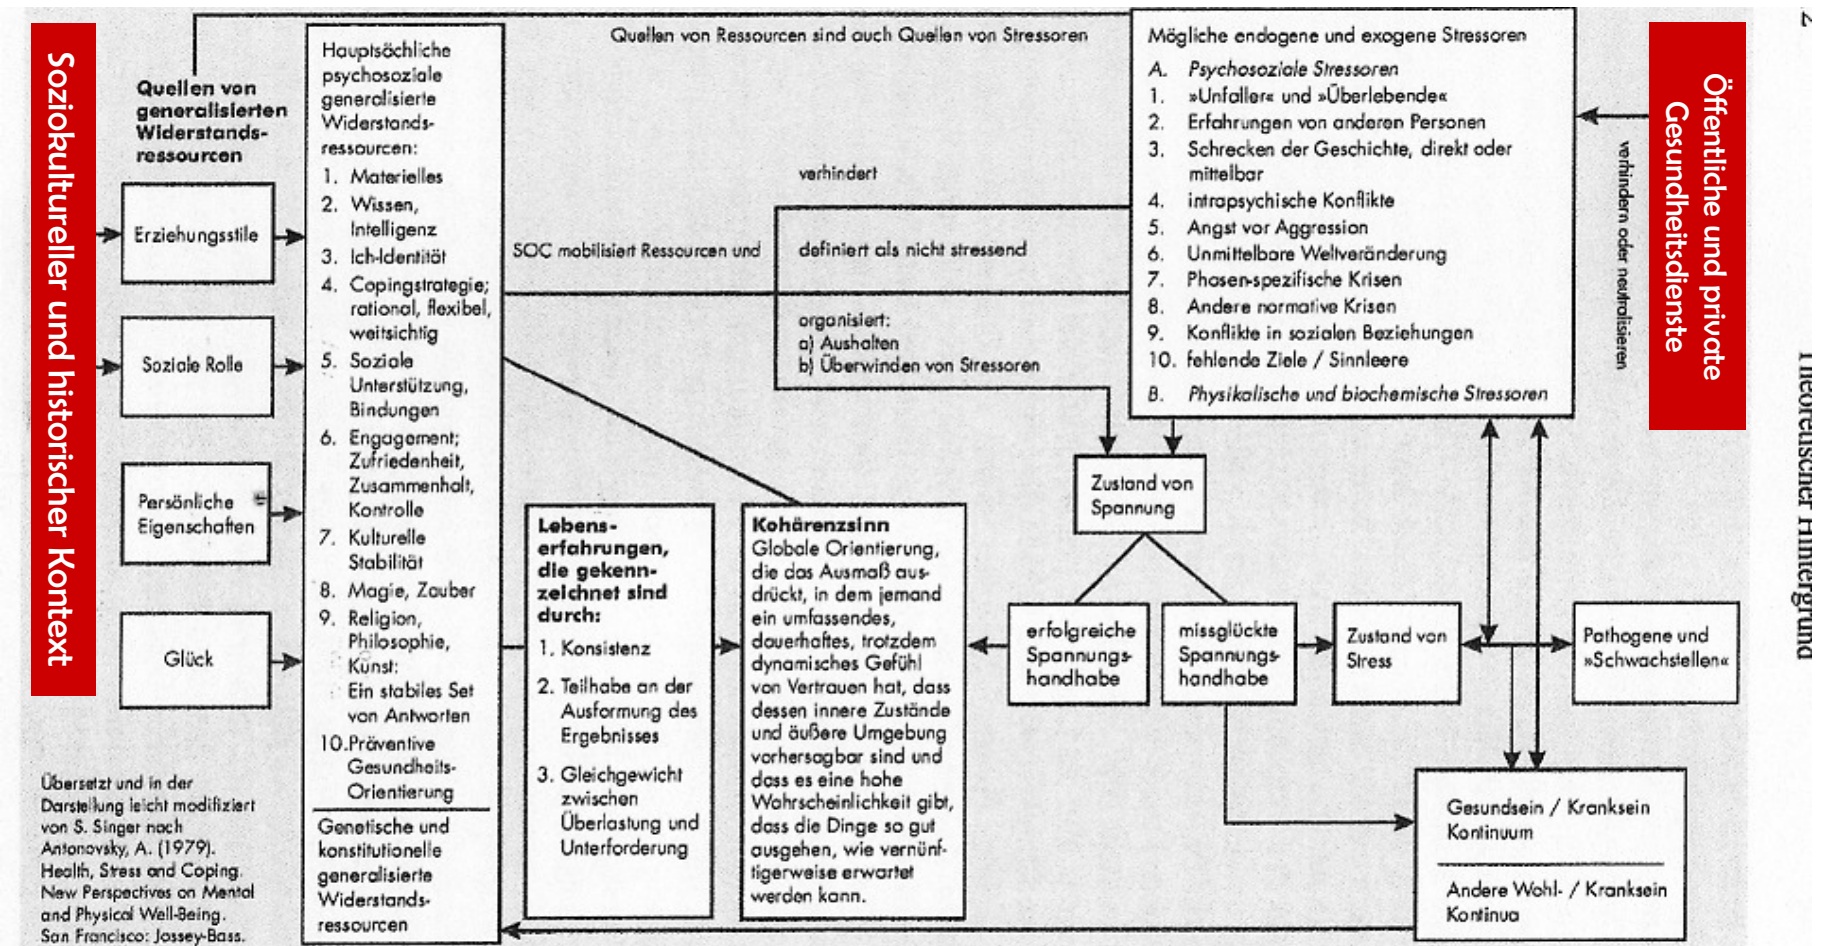 Soziokultureller und historischer Kontext
Quellen von
generalisierten
Widerstands-
ressourcen
Erziehungsstile
Soziale Rolle
Persönliche
Eigenschaften
Glück
Übersetzt und in der
Darstellung leicht modifiziert
von S. Singer nach
Antonovsky, A. (1979).
Health, Stress and Coping.
New Perspectives on Mental
and Physical Well-Being.
San Francisco: Jossey-Bass.
Hauptsächliche
psychosoziale
generalisierte
Widerstands-
ressourcen:
1. Materielles
2. Wissen,
Intelligenz
3. Ich-Identität
4. Copingstrategie;
rational, flexibel,
weitsichtig
5. Soziale
Unterstützung,
Bindungen
6. Engagement;
Zufriedenheit,
Zusammenhalt,
Kontrolle
7. Kulturelle
Stabilität
8. Magie, Zauber
9. Religion,
Philosophie,
Kunst:
Ein stabiles Set
von Antworten
10. Präventive
Gesundheits-
Orientierung
Genetische und
konstitutionelle
generalisierte
Widerstands-
ressourcen
Quellen von Ressourcen sind auch Quellen von Stressoren
SOC mobilisiert Ressourcen und
verhindert
definiert als nicht stressend
organisiert:
a) Aushalten
b) Überwinden von Stressoren
Lebens-
erfahrungen,
die gekenn-
zeichnet sind
durch:
1. Konsistenz
2. Teilhabe an der
Ausformung des
Ergebnisses
3. Gleichgewicht
zwischen
Überlastung und
Unterforderung
Kohärenzsinn
Globale Orientierung,
die das Ausmaß aus-
drückt, in dem jemand
ein umfassendes,
dauerhaftes, trotzdem
dynamisches Gefühl
von Vertrauen hat, dass
dessen innere Zustände
und äußere Umgebung
vorhersagbar sind und
dass es eine hohe
Wahrscheinlichkeit gibt,
dass die Dinge so gut
ausgehen, wie vernünf-
tigerweise erwartet
werden kann.
Mögliche endogene und exogene Stressoren
A. Psychosoziale Stressoren
1. »Unfaller« und »Überlebende«
2. Erfahrungen von anderen Personen
3. Schrecken der Geschichte, direkt oder
mittelbar
4. intrapsychische Konflikte
5. Angst vor Aggression
6. Unmittelbare Weltveränderung
7. Phasen-spezifische Krisen
8. Andere normative Krisen
9. Konflikte in sozialen Beziehungen
10. fehlende Ziele / Sinnleere
B. Physikalische und biochemische Stressoren
Zustand von
Spannung
erfolgreiche
Spannungs-
handhabe
missglückte
Spannungs-
handhabe
Zustand von
Stress
Pathogene und
»Schwachstellen«
Gesundsein / Kranksein
Kontinuum
Andere Wohl- / Kranksein
Kontinua
verhindern oder neutralisieren
Öffentliche und private
Gesundheitsdienste
Theoretischer Hintergrund